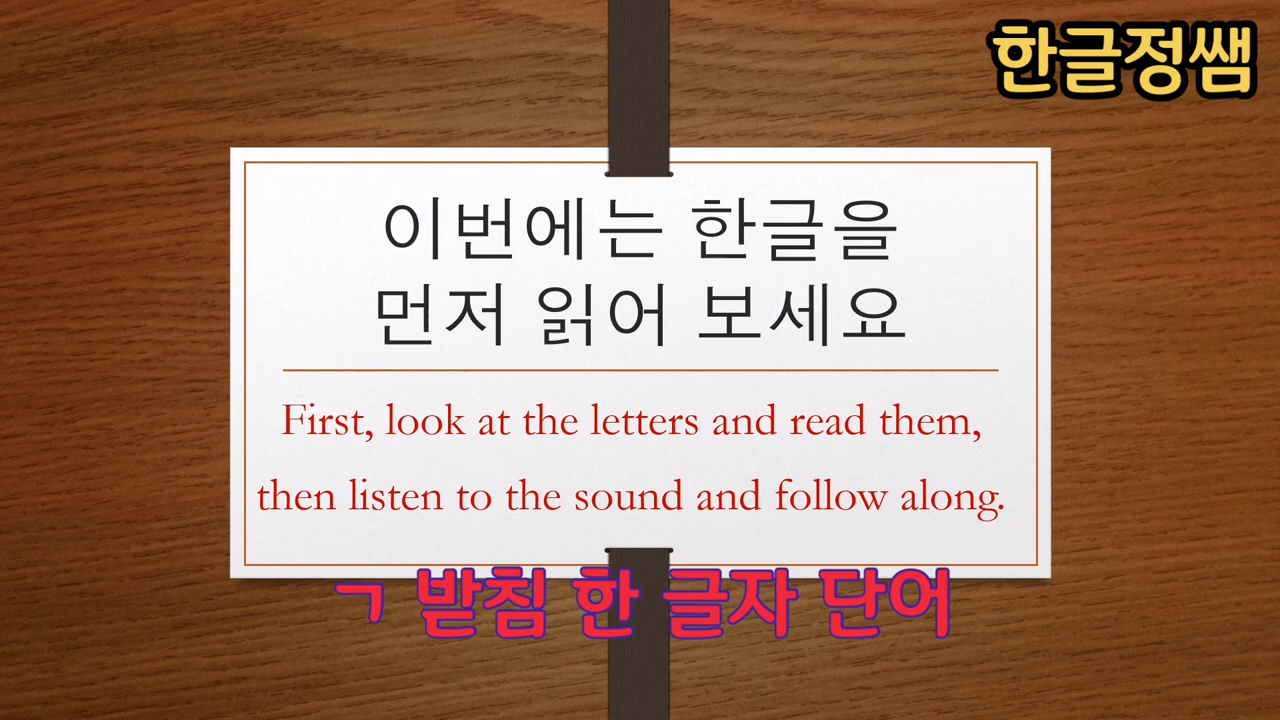 한글정쌤
이번에는 한글을
먼저 읽어 보세요
First, look at the letters and read them,
then listen to the sound and follow along.
ㄱ 받침 한 글자 단어